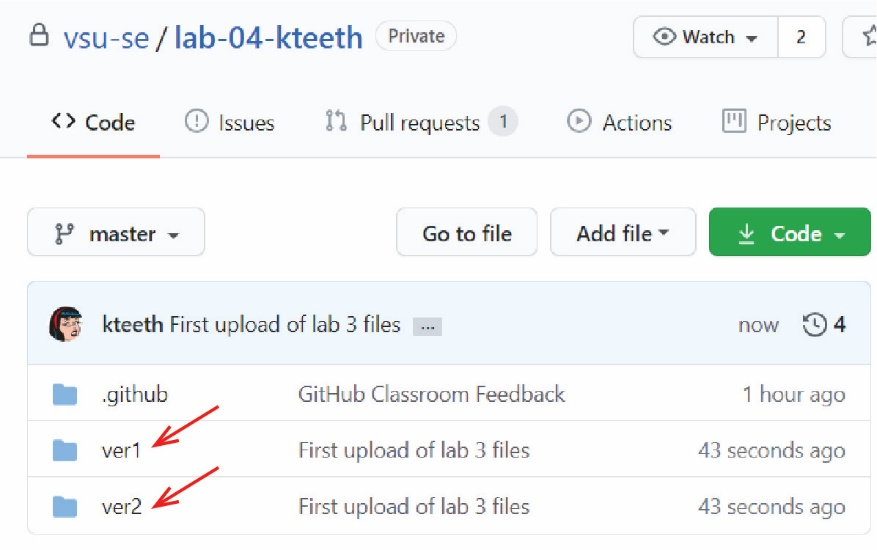 vsu-se / lab-04-kteeth Private Watch 2
Code Issues Pull requests 1 Actions Projects
master Go to file Add file Code
kteeth First upload of lab 3 files ... now 4
.github GitHub Classroom Feedback 1 hour ago
ver1 First upload of lab 3 files 43 seconds ago
ver2 First upload of lab 3 files 43 seconds ago